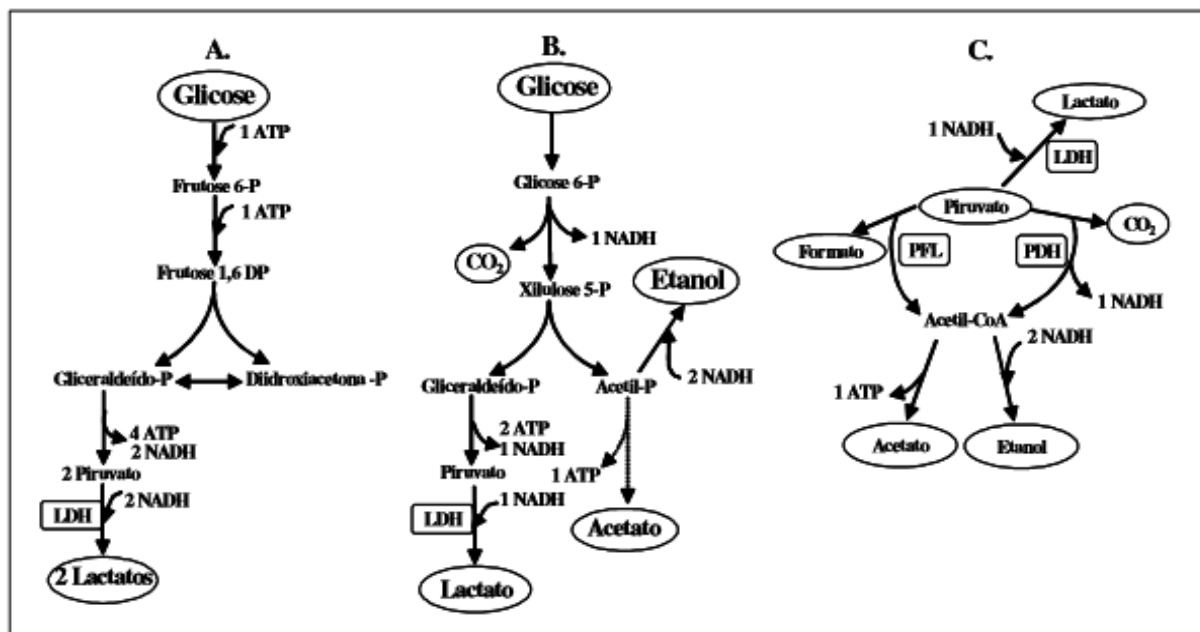 A.
Glicose
1 ATP
Frutose 6-P
1 ATP
Frutose 1,6 DP
Gliceraldeído-P
Diidroxiacetona -P
4 ATP
2 NADH
2 Piruvato
LDH
2 NADH
2 Lactatos
B.
Glicose
Glicose 6-P
CO2
1 NADH
Xilulose 5-P
Etanol
Gliceraldeído-P
Acetil-P
2 NADH
2 ATP
1 NADH
1 ATP
Piruvato
LDH
1 NADH
Acetato
Lactato
C.
Lactato
1 NADH
LDH
Piruvato
CO2
Formato
PFL
PDH
1 NADH
Acetil-CoA
2 NADH
1 ATP
Acetato
Etanol